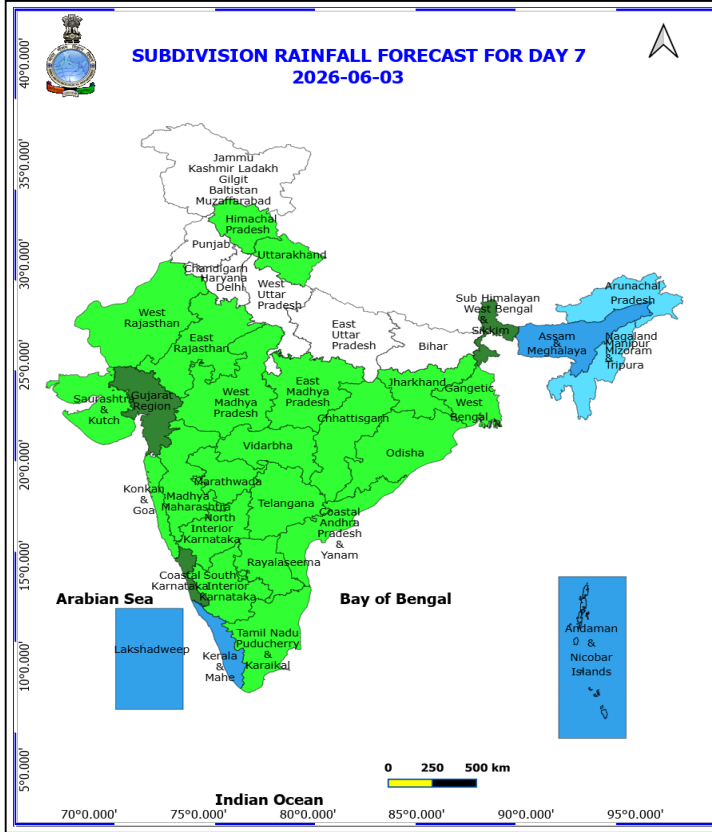 SUBDIVISION RAINFALL FORECAST FOR DAY 7
2026-06-03
40°0.000'
35°0.000'
30°0.000'
25°0.000'
20°0.000'
15°0.000'
10°0.000'
5°0.000'
Jammu
Kashmir Ladakh
Gilgit
Baltistan
Muzaffarabad
Himachal
Pradesh
Punjab
Uttarakhand
Chandigarh
Haryana
Delhi
West
Uttar
Pradesh
West
Rajasthan
East
Rajasthan
East
Uttar
Pradesh
Bihar
Sub Himalayan
West Bengal
&
Sikkim
Arunachal
Pradesh
Assam
&
Meghalaya
Nagaland
Manipur
Mizoram
&
Tripura
Saurashtra
&
Kutch
Gujarat
Region
West
Madhya
Pradesh
East
Madhya
Pradesh
Jharkhand
Gangetic
West
Bengal
Chhattisgarh
Odisha
Vidarbha
Konkan
&
Goa
Marathwada
Madhya
Maharashtra
Telangana
North
Interior
Karnataka
Coastal
Andhra
Pradesh
&
Yanam
Rayalaseema
Coastal
Karnataka
South
Interior
Karnataka
Arabian Sea
Bay of Bengal
Lakshadweep
Kerala
&
Mahe
Tamil Nadu
Puducherry
&
Karaikal
Andaman
&
Nicobar
Islands
0 250 500 km
Indian Ocean
70°0.000' 75°0.000' 80°0.000' 85°0.000' 90°0.000' 95°0.000'